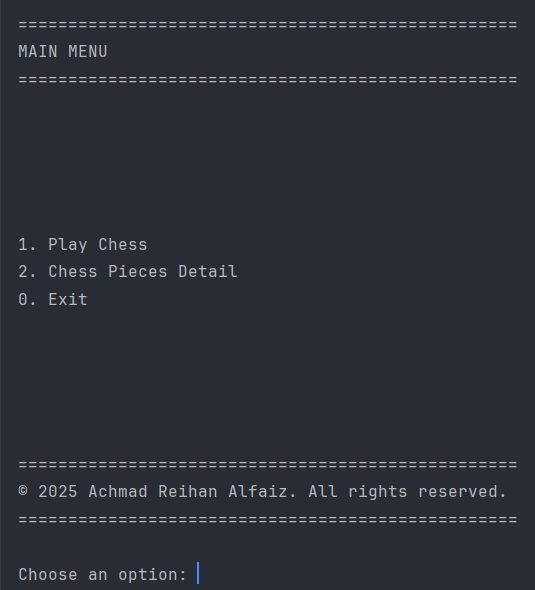 ==================================================
MAIN MENU
==================================================
1. Play Chess
2. Chess Pieces Detail
0. Exit
==================================================
© 2025 Achmad Reihan Alfaiz. All rights reserved.
==================================================
Choose an option: